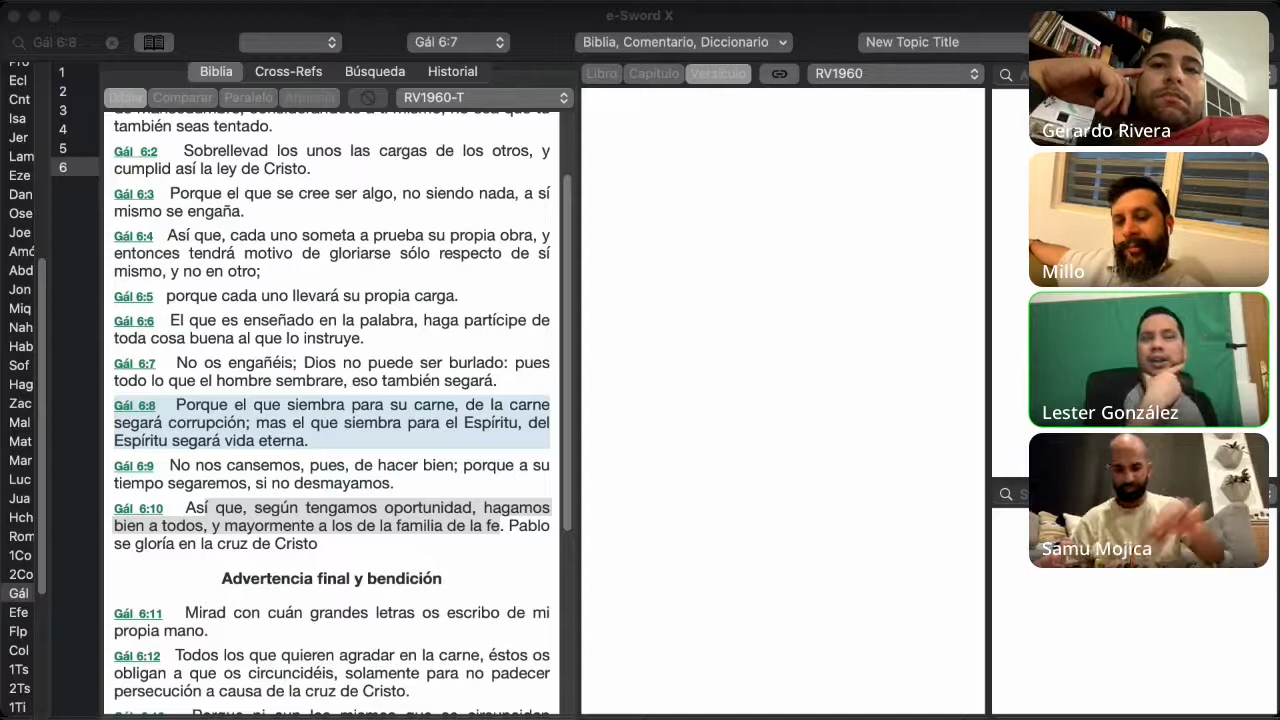 e-Sword X
Gál 6:8
Gál 6:7
Biblia, Comentario, Diccionario
New Topic Title
Biblia
Cross-Refs
Búsqueda
Historial
Comparar
Paralelo
RV1960-T
Libro
Capítulo
Versículo
RV1960
Pro
Ecl
Cnt
Isa
Jer
Lam
Eze
Dan
Ose
Joe
Amó
Abd
Jon
Miq
Nah
Hab
Sof
Hag
Zac
Mal
Mat
Mar
Luc
Jua
Hch
Rom
1Co
2Co
Gál
Efe
Flp
Col
1Ts
2Ts
1Ti
1
2
3
4
5
6
también seas tentado.
Gál 6:2 Sobrellevad los unos las cargas de los otros, y
cumplid así la ley de Cristo.
Gál 6:3 Porque el que se cree ser algo, no siendo nada, a sí
mismo se engaña.
Gál 6:4 Así que, cada uno someta a prueba su propia obra, y
entonces tendrá motivo de gloriarse sólo respecto de sí
mismo, y no en otro;
Gál 6:5 porque cada uno llevará su propia carga.
Gál 6:6 El que es enseñado en la palabra, haga partícipe de
toda cosa buena al que lo instruye.
Gál 6:7 No os engañéis; Dios no puede ser burlado: pues
todo lo que el hombre sembrare, eso también segará.
Gál 6:8 Porque el que siembra para su carne, de la carne
segará corrupción; mas el que siembra para el Espíritu, del
Espíritu segará vida eterna.
Gál 6:9 No nos cansemos, pues, de hacer bien; porque a su
tiempo segaremos, si no desmayamos.
Gál 6:10 Así que, según tengamos oportunidad, hagamos
bien a todos, y mayormente a los de la familia de la fe. Pablo
se gloría en la cruz de Cristo
Advertencia final y bendición
Gál 6:11 Mirad con cuán grandes letras os escribo de mi
propia mano.
Gál 6:12 Todos los que quieren agradar en la carne, éstos os
obligan a que os circuncidéis, solamente para no padecer
persecución a causa de la cruz de Cristo.
Gerardo Rivera
Millo
Lester González
Samu Mojica